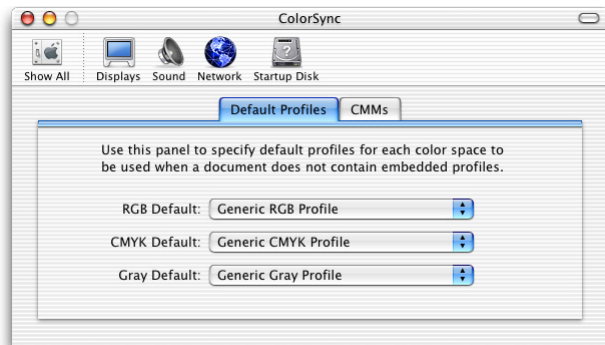 ColorSync
Show All Displays Sound Network Startup Disk
Default Profiles CMMs
Use this panel to specify default profiles for each color space to
be used when a document does not contain embedded profiles.
RGB Default: Generic RGB Profile
CMYK Default: Generic CMYK Profile
Gray Default: Generic Gray Profile